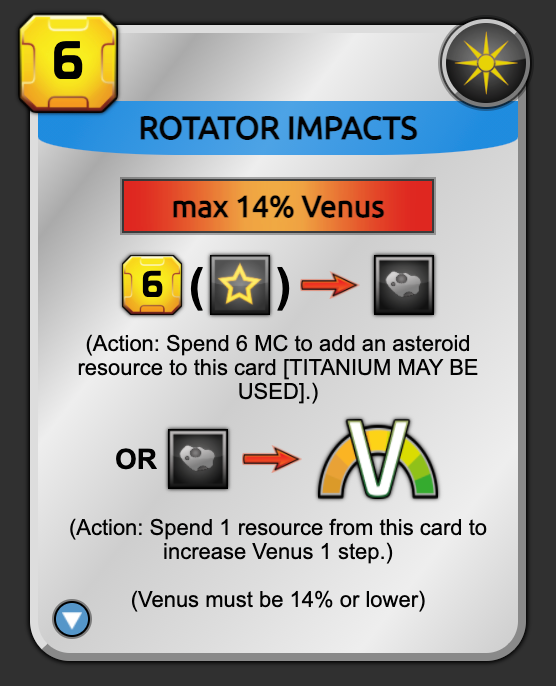 6
ROTATOR IMPACTS
max 14% Venus
6 ( ) 
(Action: Spend 6 MC to add an asteroid
resource to this card [TITANIUM MAY BE
USED].)
OR V
(Action: Spend 1 resource from this card to
increase Venus 1 step.)
(Venus must be 14% or lower)